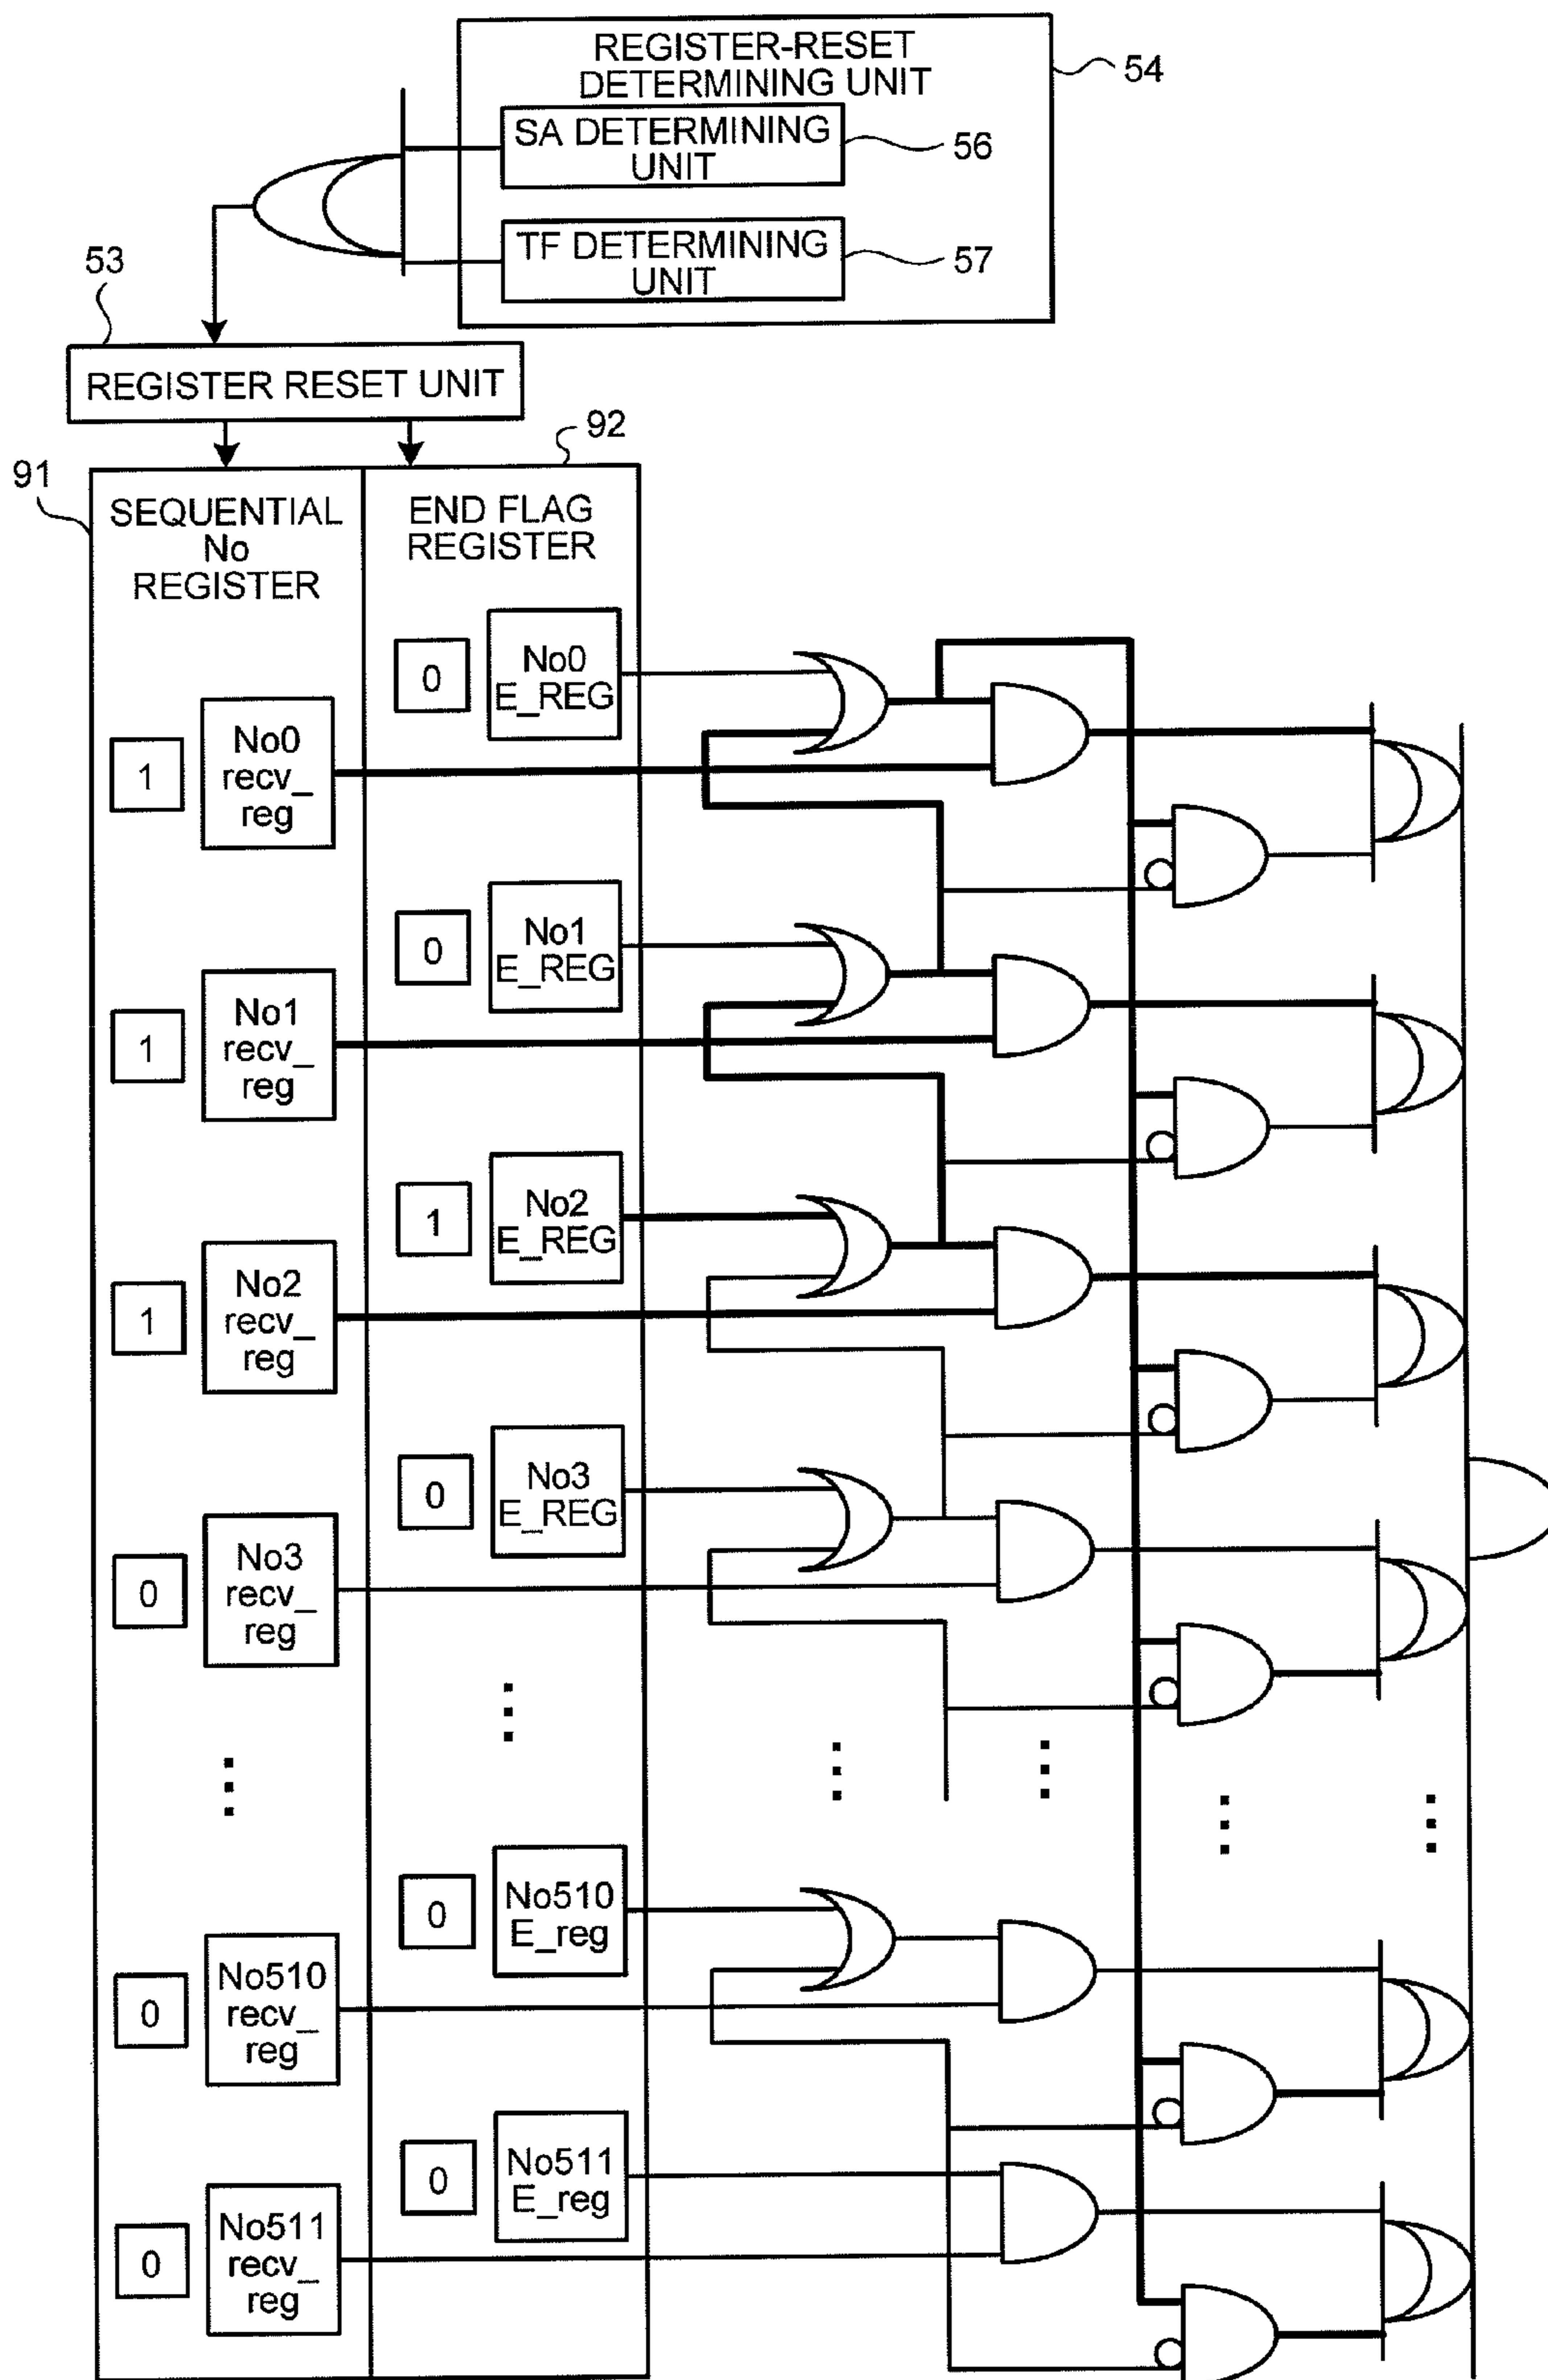 REGISTER-RESET
DETERMINING UNIT
54
SA DETERMINING
UNIT
56
TF DETERMINING
UNIT
57
53
REGISTER RESET UNIT
92
91
SEQUENTIAL
No
REGISTER
END FLAG
REGISTER
0
No0
E_REG
1
No0
recv_
reg
0
No1
E_REG
1
No1
recv_
reg
1
No2
E_REG
1
No2
recv_
reg
0
No3
E_REG
0
No3
recv_
reg
0
No510
E_reg
0
No510
recv_
reg
0
No511
E_reg
0
No511
recv_
reg